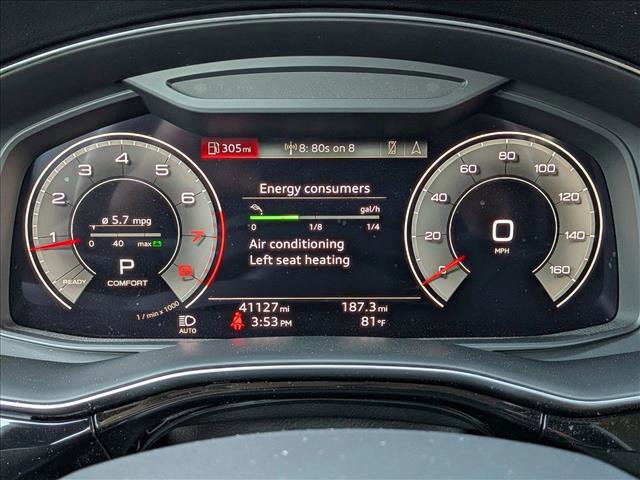 305 mi
8: 80s on 8
1 2 3 4 5 6 7 8
READY
1 / min x 1000
ø 5.7 mpg
0 40 max
P
COMFORT
Energy consumers
gal/h
0 1/8 1/4
Air conditioning
Left seat heating
41127 mi 187.3 mi
3:53 PM 81 °F
AUTO
0 20 40 60 80 100 120 140 160
0
MPH